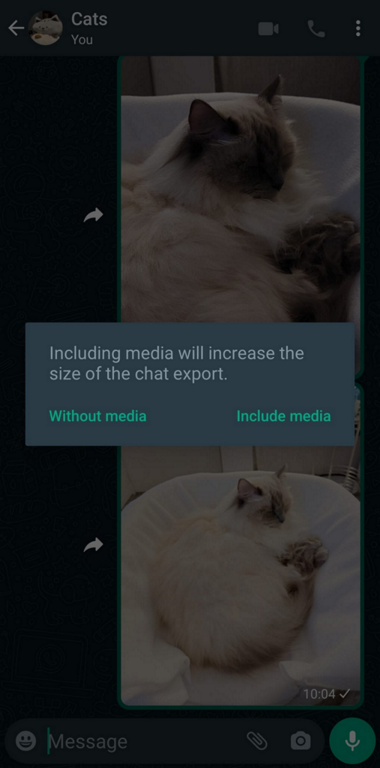 Cats
You
Including media will increase the
size of the chat export.
Without media
Include media
10:04
Message